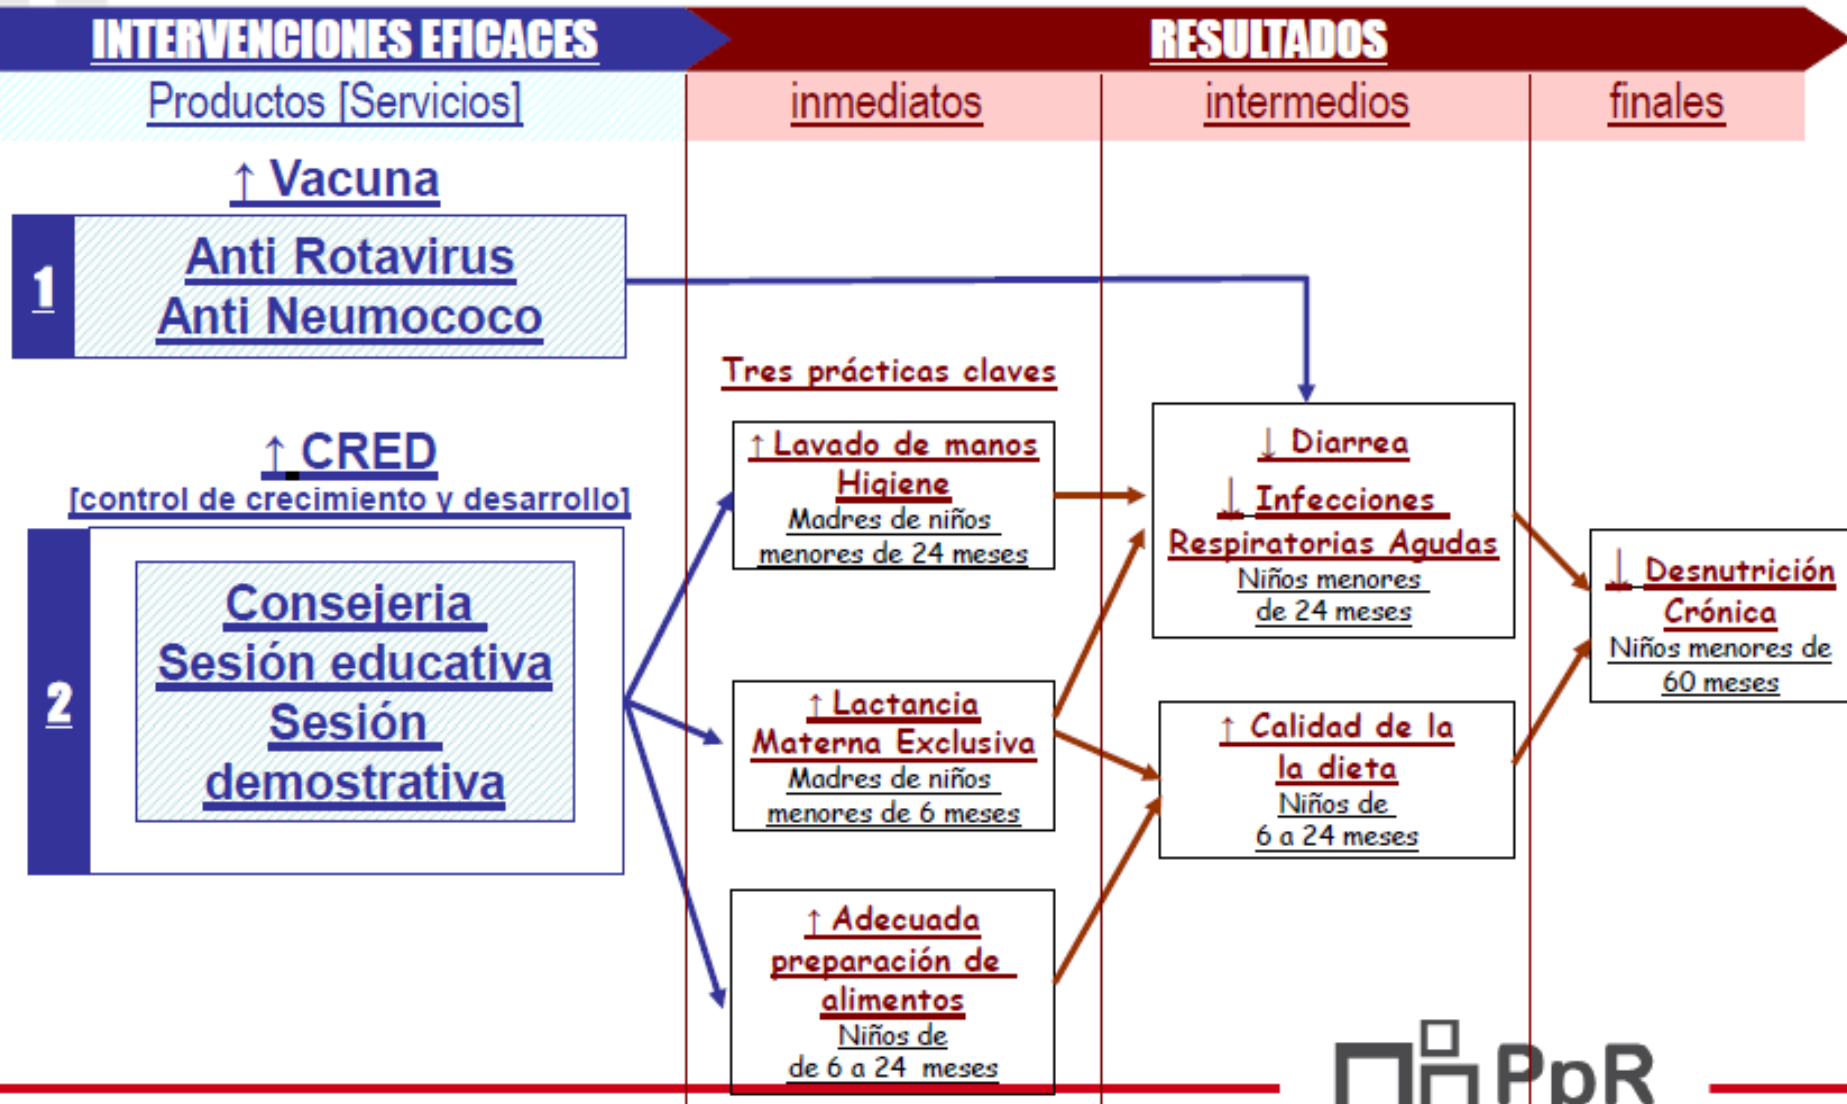 INTERVENCIONES EFICACES
RESULTADOS
Productos [Servicios]
inmediatos
intermedios
finales
↑ Vacuna
1
Anti Rotavirus
Anti Neumococo
↑ CRED
[control de crecimiento y desarrollo]
2
Consejeria
Sesión educativa
Sesión
demostrativa
Tres prácticas claves
↑ Lavado de manos
Higiene
Madres de niños
menores de 24 meses
↑ Lactancia
Materna Exclusiva
Madres de niños
menores de 6 meses
↑ Adecuada
preparación de
alimentos
Niños de
de 6 a 24 meses
↓ Diarrea
↓ Infecciones
Respiratorias Agudas
Niños menores
de 24 meses
↑ Calidad de la
la dieta
Niños de
6 a 24 meses
↓ Desnutrición
Crónica
Niños menores de
60 meses
PpR